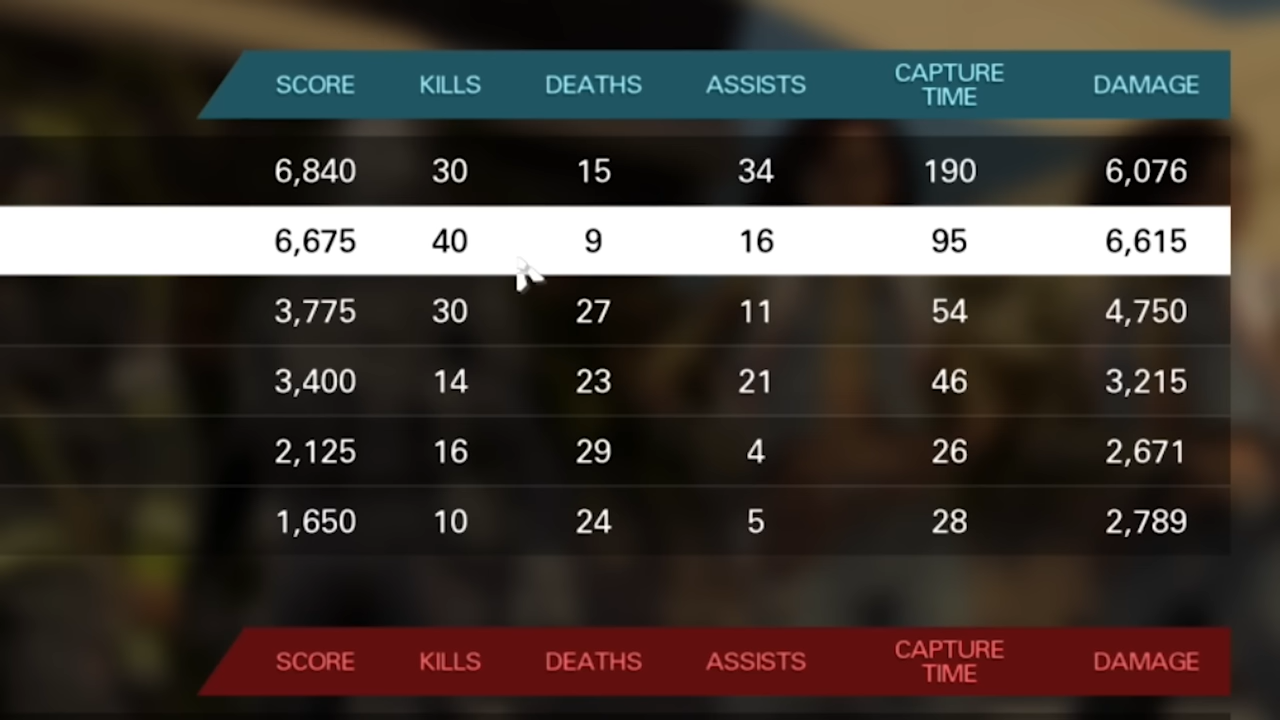 SCORE KILLS DEATHS ASSISTS CAPTURE TIME DAMAGE
6,840 30 15 34 190 6,076
6,675 40 9 16 95 6,615
3,775 30 27 11 54 4,750
3,400 14 23 21 46 3,215
2,125 16 29 4 26 2,671
1,650 10 24 5 28 2,789
SCORE KILLS DEATHS ASSISTS CAPTURE TIME DAMAGE